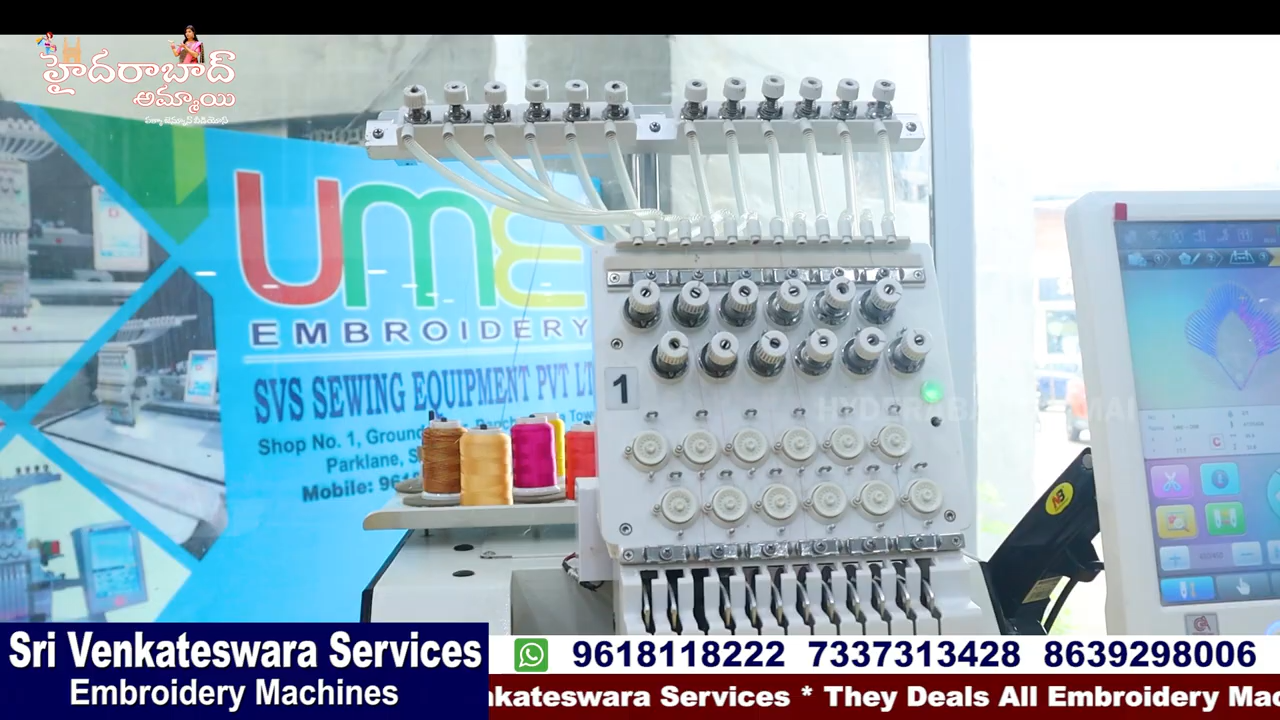 హైదరాబాద్
అమ్మాయి
UME
EMBROIDERY
SVS SEWING EQUIPMENT PVT LT
Shop No. 1, Ground
Parklane, S
Mobile: 961
1
Sri Venkateswara Services
Embroidery Machines
9618118222 7337313428 8639298006
nkateswara Services * They Deals All Embroidery Mac